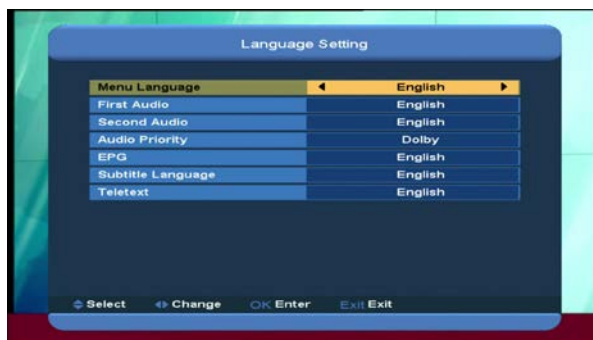 Language Setting
Menu Language English
First Audio English
Second Audio English
Audio Priority Dolby
EPG English
Subtitle Language English
Teletext English
Select Change OK Enter Exit Exit